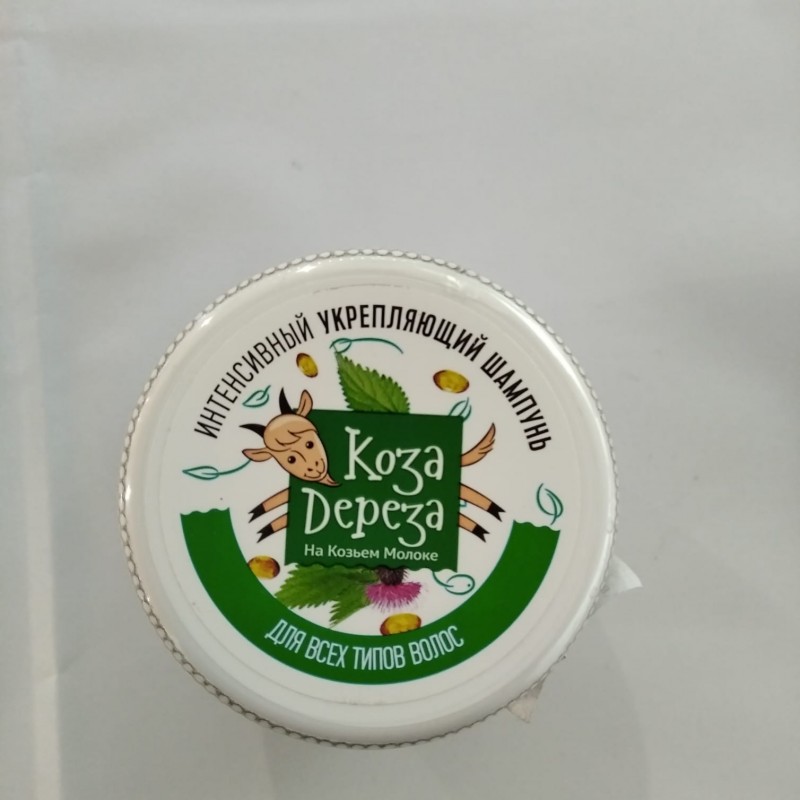 ИНТЕНСИВНЫЙ УКРЕПЛЯЮЩИЙ ШАМПУНЬ
Коза
Дереза
На Козьем Молоке
ДЛЯ ВСЕХ ТИПОВ ВОЛОС